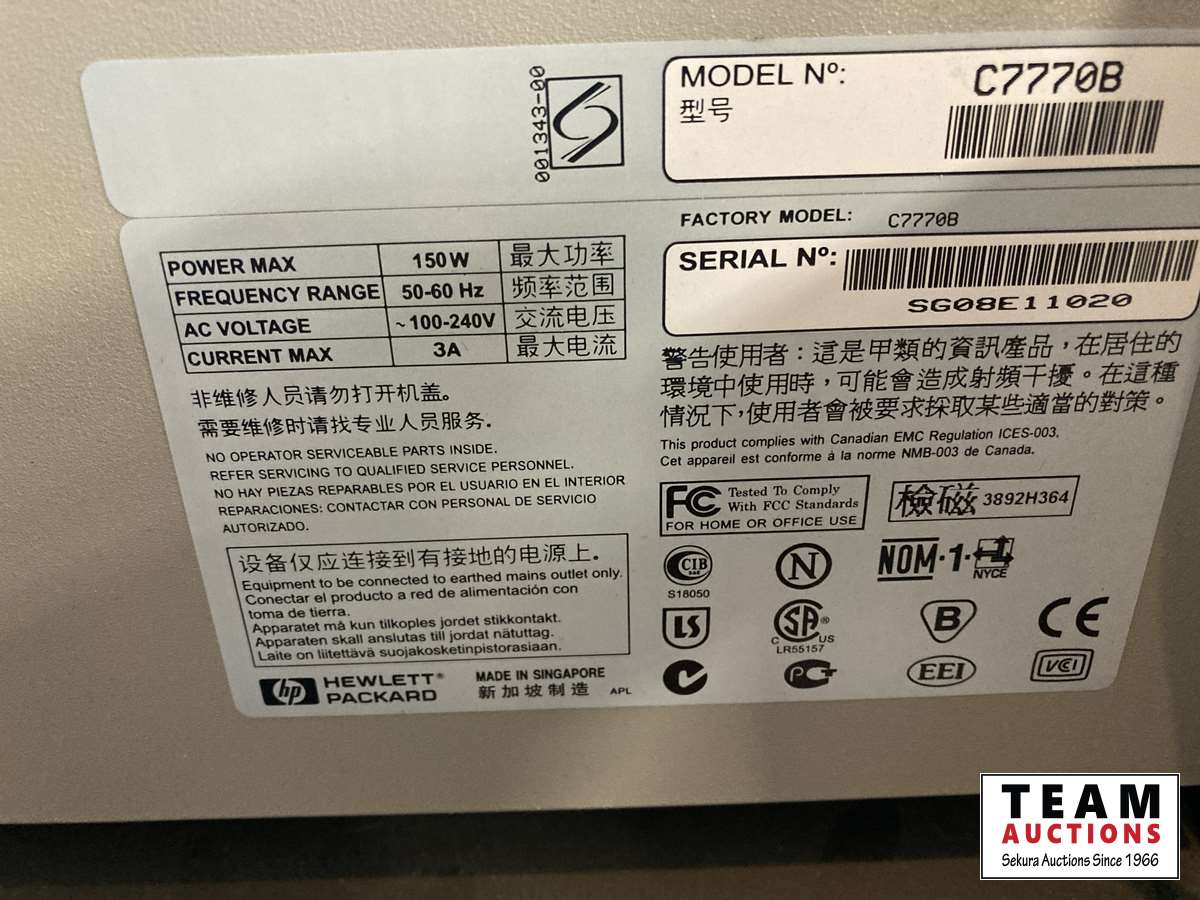 001343-00
MODEL Nº:
C7770B
型号
FACTORY MODEL: C7770B
SERIAL Nº:
SG08E11020
POWER MAX 150W 最大功率
FREQUENCY RANGE 50-60 Hz 频率范围
AC VOLTAGE ~100-240V 交流电压
CURRENT MAX 3A 最大电流
非维修人员请勿打开机盖。
需要维修时请找专业人员服务.
NO OPERATOR SERVICEABLE PARTS INSIDE.
REFER SERVICING TO QUALIFIED SERVICE PERSONNEL.
NO HAY PIEZAS REPARABLES POR EL USUARIO EN EL INTERIOR
REPARACIONES: CONTACTAR CON PERSONAL DE SERVICIO
AUTORIZADO.
设备仅应连接到有接地的电源上.
Equipment to be connected to earthed mains outlet only.
Conectar el producto a red de alimentación con
toma de tierra.
Apparatet må kun tilkoples jordet stikkontakt.
Apparaten skall anslutas till jordat nätuttag.
Laite on liitettävä suojakosketinpistorasiaan.
hp HEWLETT®
PACKARD
MADE IN SINGAPORE
新加坡制造 APL
警告使用者：這是甲類的資訊產品，在居住的
環境中使用時，可能會造成射頻干擾。在這種
情況下，使用者會被要求採取某些適當的對策。
This product complies with Canadian EMC Regulation ICES-003.
Cet appareil est conforme à la norme NMB-003 de Canada.
FC Tested To Comply
With FCC Standards
FOR HOME OR OFFICE USE
檢磁 3892H364
CIB
S18050
N
NOM-1
NYCE
LS
SA®
C US
LR55157
B
CE
PC
EEI
VCI
TEAM
AUCTIONS
Sekura Auctions Since 1966